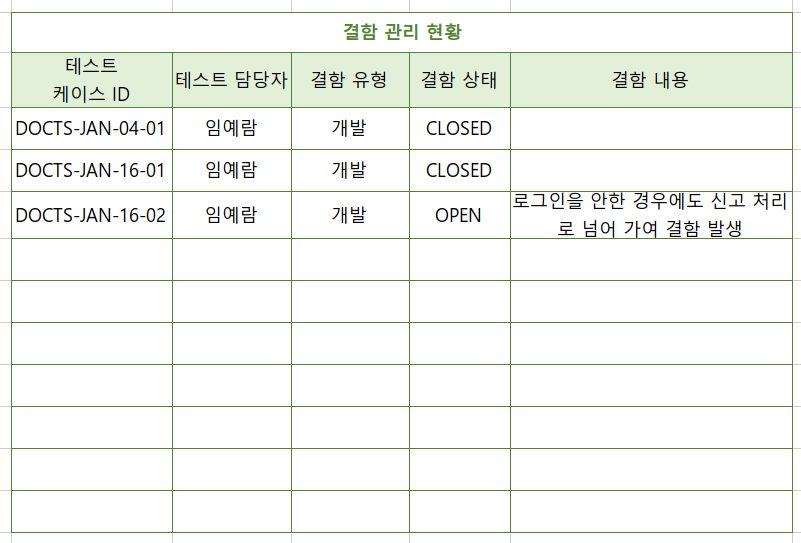 결함 관리 현황
테스트
케이스 ID
테스트 담당자
결함 유형
결함 상태
결함 내용
DOCTS-JAN-04-01
임예람
개발
CLOSED
DOCTS-JAN-16-01
임예람
개발
CLOSED
DOCTS-JAN-16-02
임예람
개발
OPEN
로그인을 안한 경우에도 신고 처리
로 넘어 가여 결함 발생